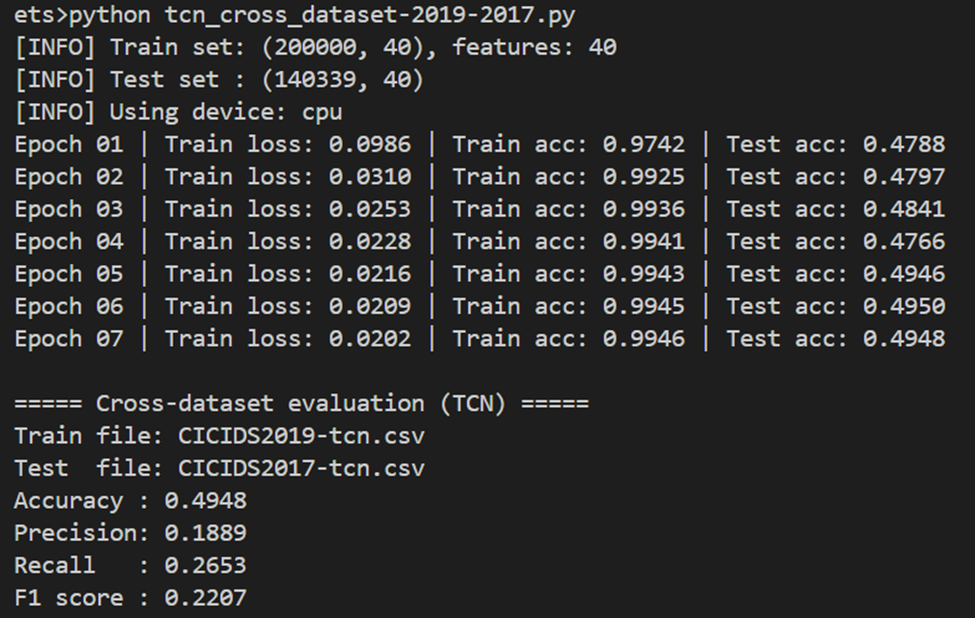 ets>python tcn_cross_dataset-2019-2017.py
[INFO] Train set: (200000, 40), features: 40
[INFO] Test set : (140339, 40)
[INFO] Using device: cpu
Epoch 01 | Train loss: 0.0986 | Train acc: 0.9742 | Test acc: 0.4788
Epoch 02 | Train loss: 0.0310 | Train acc: 0.9925 | Test acc: 0.4797
Epoch 03 | Train loss: 0.0253 | Train acc: 0.9936 | Test acc: 0.4841
Epoch 04 | Train loss: 0.0228 | Train acc: 0.9941 | Test acc: 0.4766
Epoch 05 | Train loss: 0.0216 | Train acc: 0.9943 | Test acc: 0.4946
Epoch 06 | Train loss: 0.0209 | Train acc: 0.9945 | Test acc: 0.4950
Epoch 07 | Train loss: 0.0202 | Train acc: 0.9946 | Test acc: 0.4948
===== Cross-dataset evaluation (TCN) =====
Train file: CICIDS2019-tcn.csv
Test  file: CICIDS2017-tcn.csv
Accuracy : 0.4948
Precision: 0.1889
Recall   : 0.2653
F1 score : 0.2207